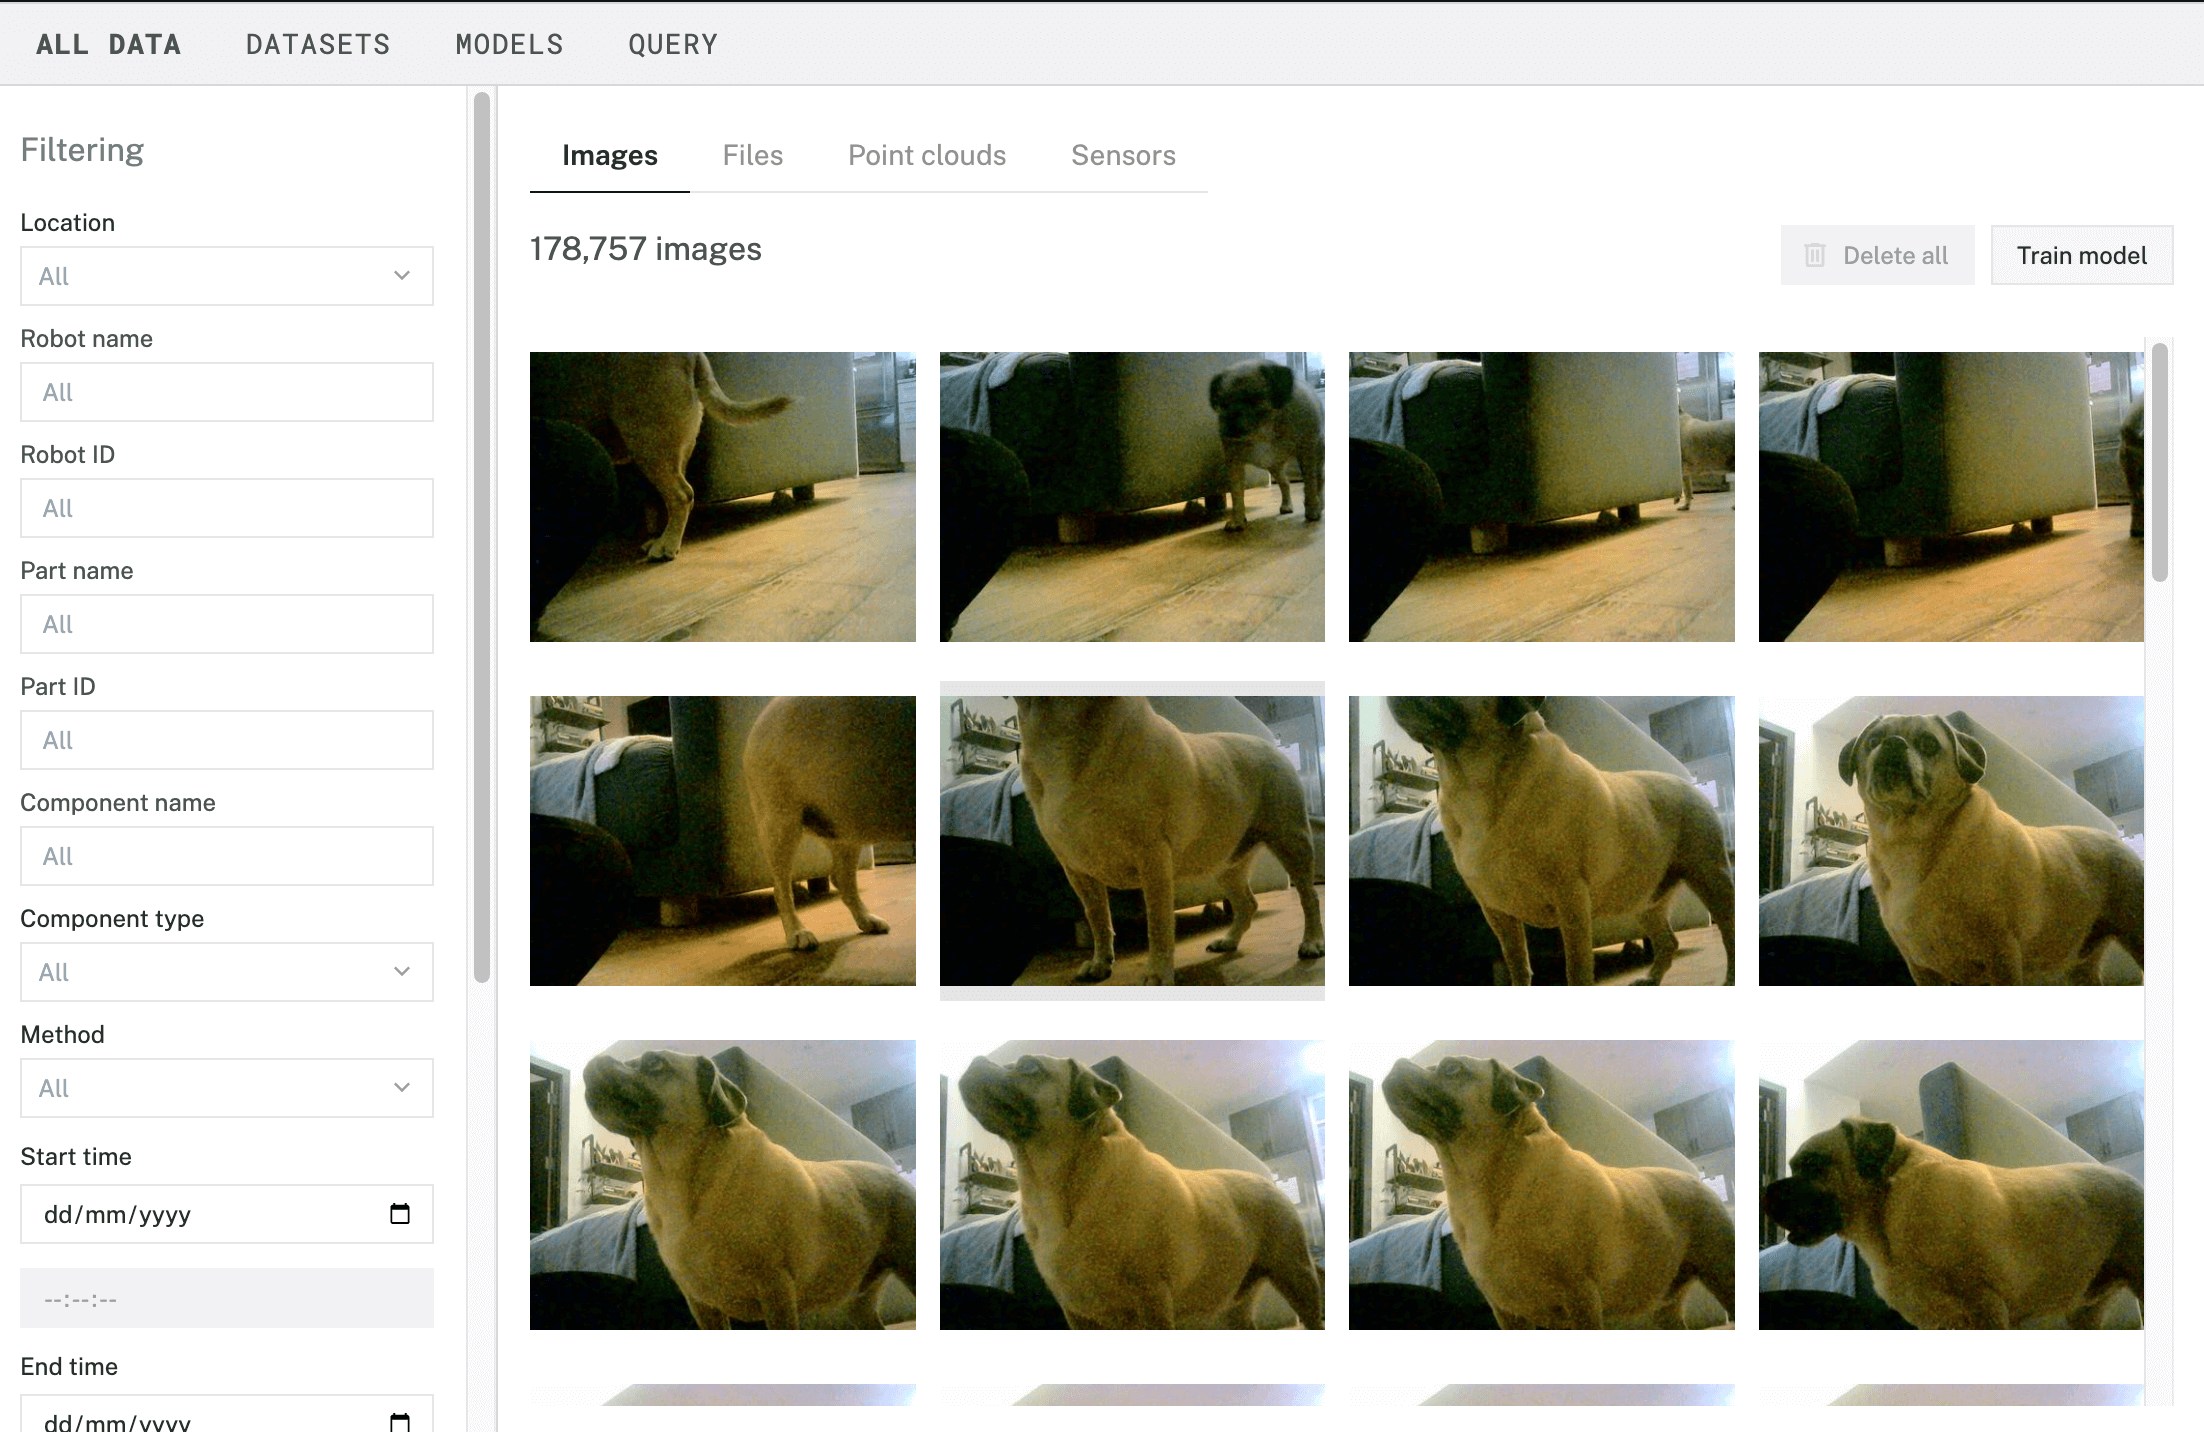 ALL DATA DATASETS MODELS QUERY
Filtering
Location
All
Robot name
All
Robot ID
All
Part name
All
Part ID
All
Component name
All
Component type
All
Method
All
Start time
dd/mm/yyyy
--:--:--
End time
dd/mm/yyyy
Images Files Point clouds Sensors
178,757 images
Delete all Train model